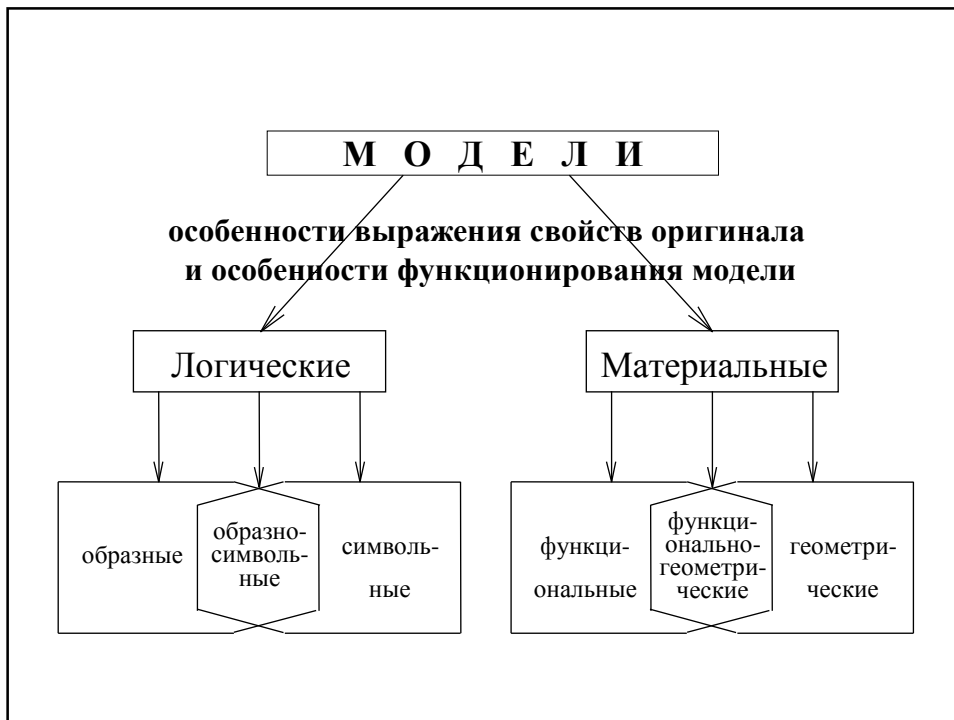 М О Д Е Л И
особенности выражения свойств оригинала
и особенности функционирования модели
Логические
Материальные
образные
образно-
символь-
ные
символь-
ные
функци-
ональные
функци-
онально-
геометри-
ческие
геометри-
ческие